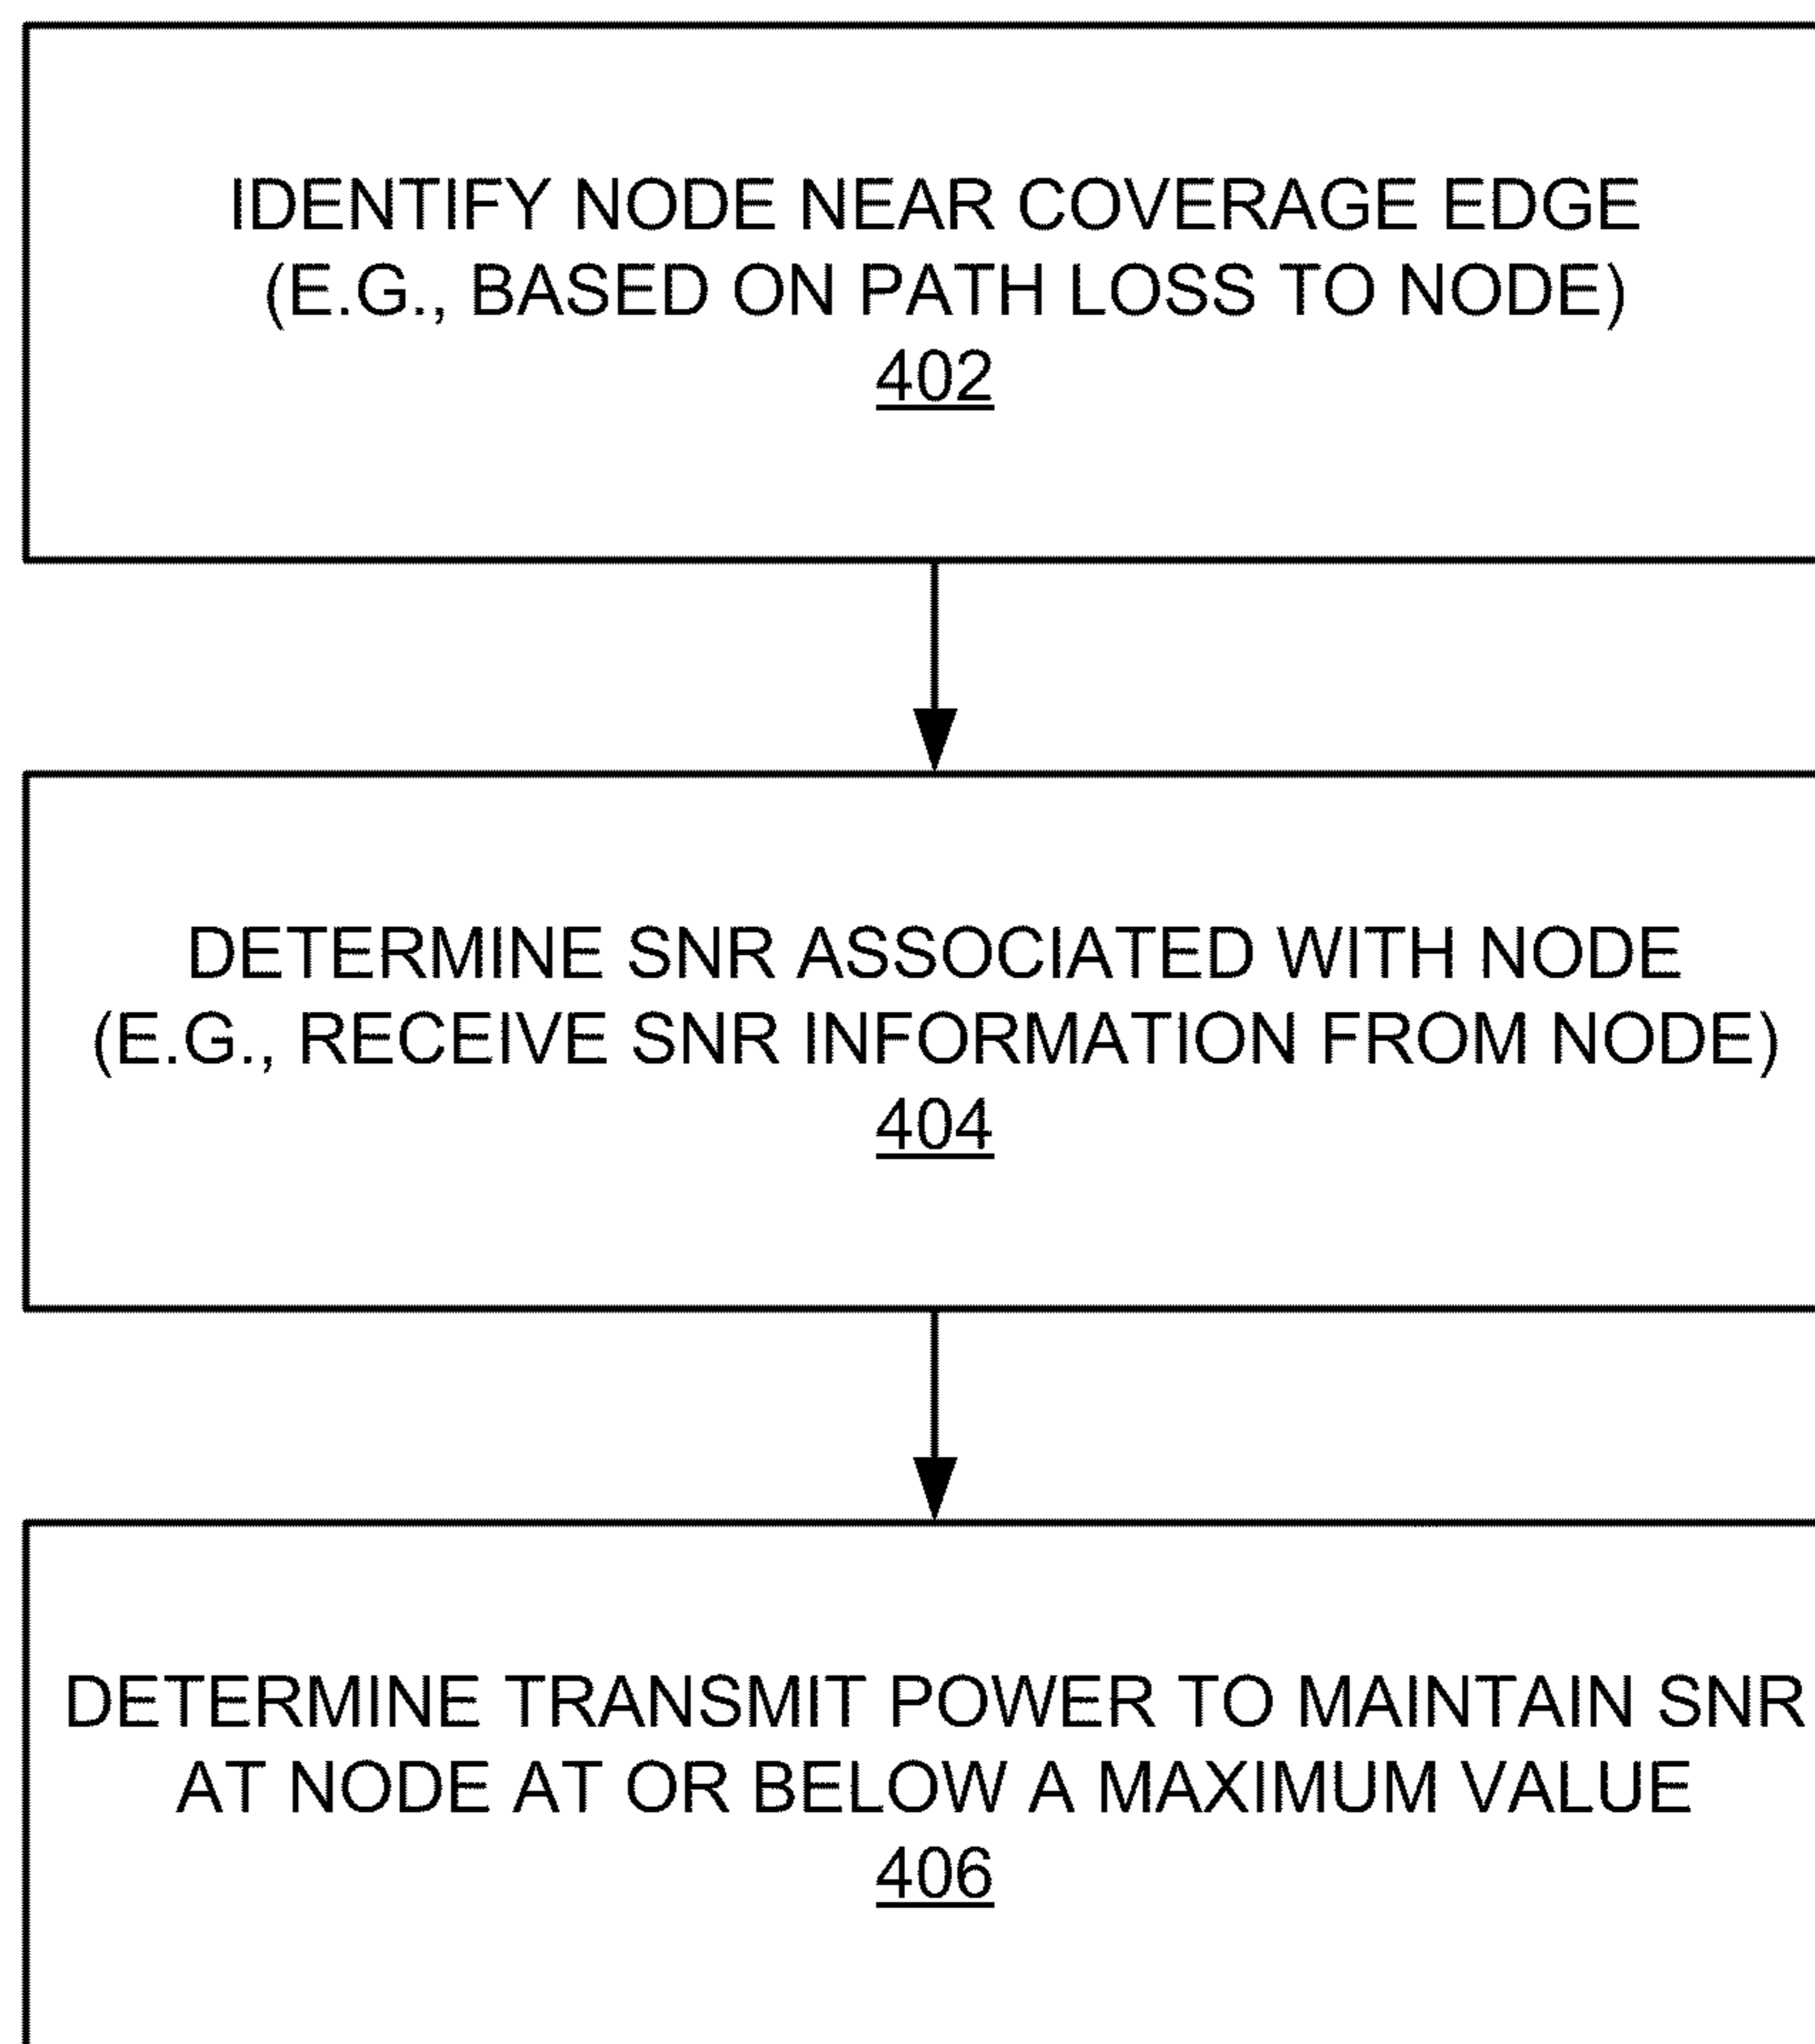 IDENTIFY NODE NEAR COVERAGE EDGE
(E.G., BASED ON PATH LOSS TO NODE)
402
DETERMINE SNR ASSOCIATED WITH NODE
(E.G., RECEIVE SNR INFORMATION FROM NODE)
404
DETERMINE TRANSMIT POWER TO MAINTAIN SNR
AT NODE AT OR BELOW A MAXIMUM VALUE
406